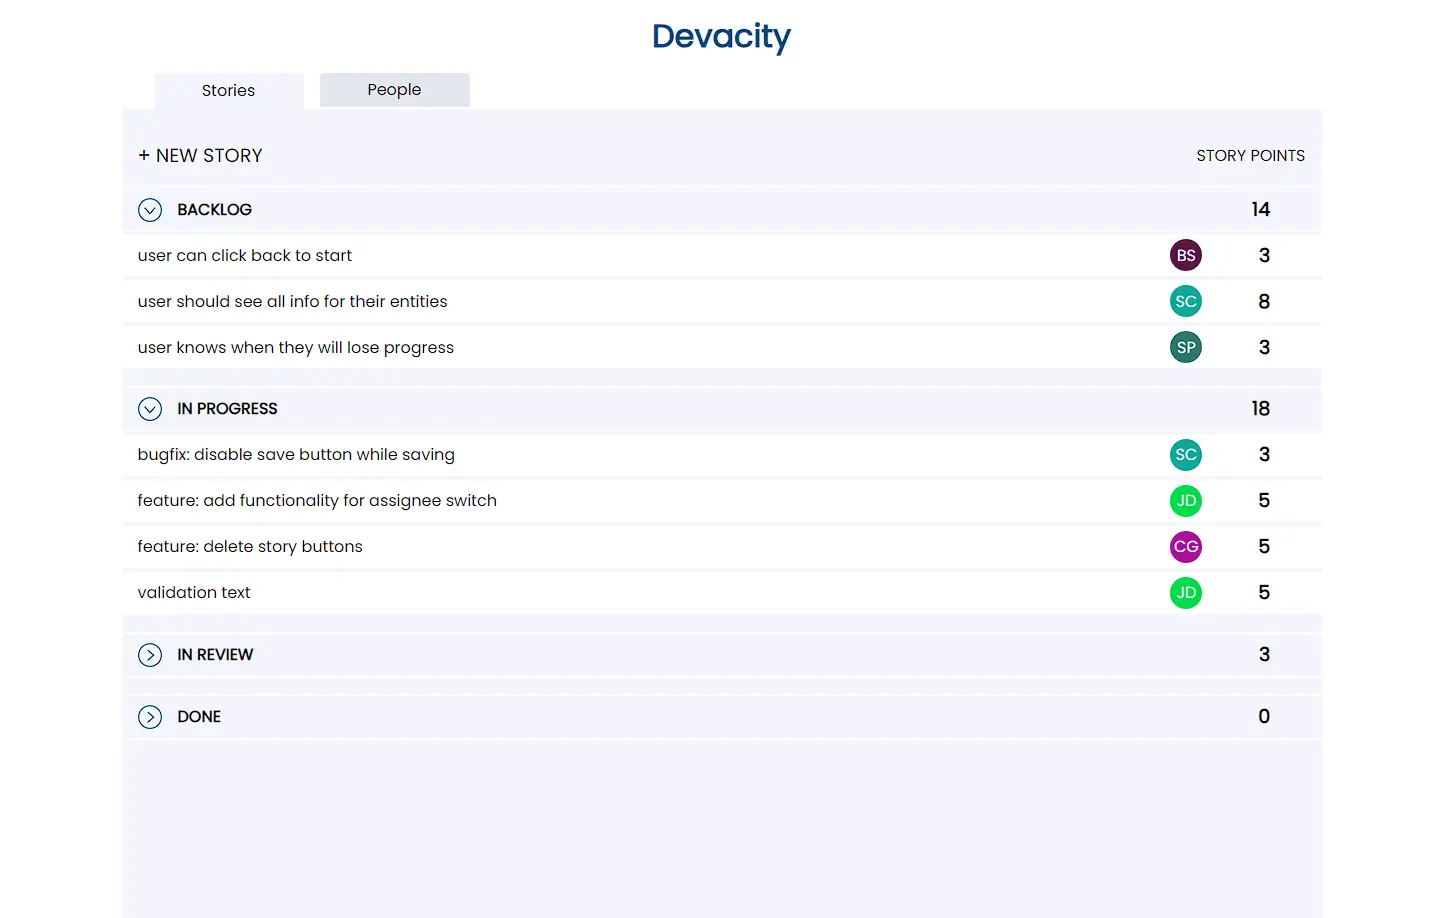 Devacity
Stories People
+ NEW STORY STORY POINTS
BACKLOG 14
user can click back to start BS 3
user should see all info for their entities SC 8
user knows when they will lose progress SP 3
IN PROGRESS 18
bugfix: disable save button while saving SC 3
feature: add functionality for assignee switch JD 5
feature: delete story buttons CG 5
validation text JD 5
IN REVIEW 3
DONE 0